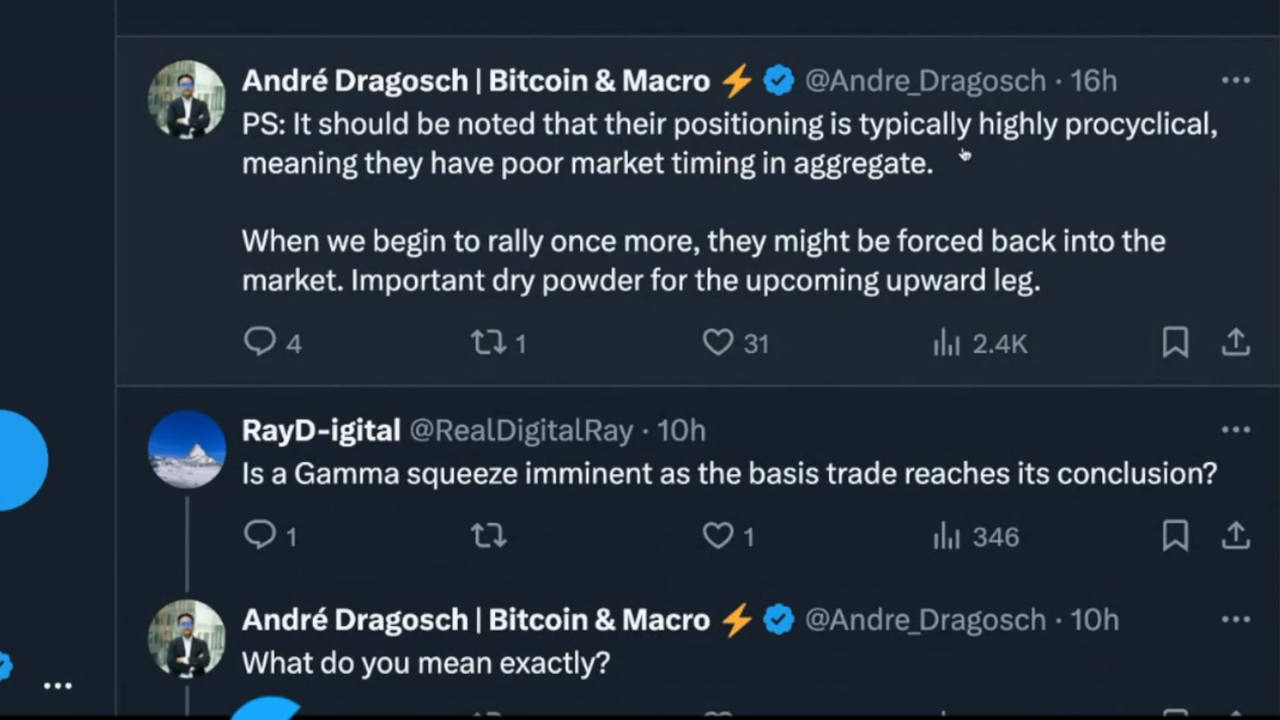 André Dragosch | Bitcoin & Macro ⚡ @Andre_Dragosch · 16h
PS: It should be noted that their positioning is typically highly procyclical,
meaning they have poor market timing in aggregate.
When we begin to rally once more, they might be forced back into the
market. Important dry powder for the upcoming upward leg.
4 1 31 2.4K
RayD-igital @RealDigitalRay · 10h
Is a Gamma squeeze imminent as the basis trade reaches its conclusion?
1 1 346
André Dragosch | Bitcoin & Macro ⚡ @Andre_Dragosch · 10h
What do you mean exactly?